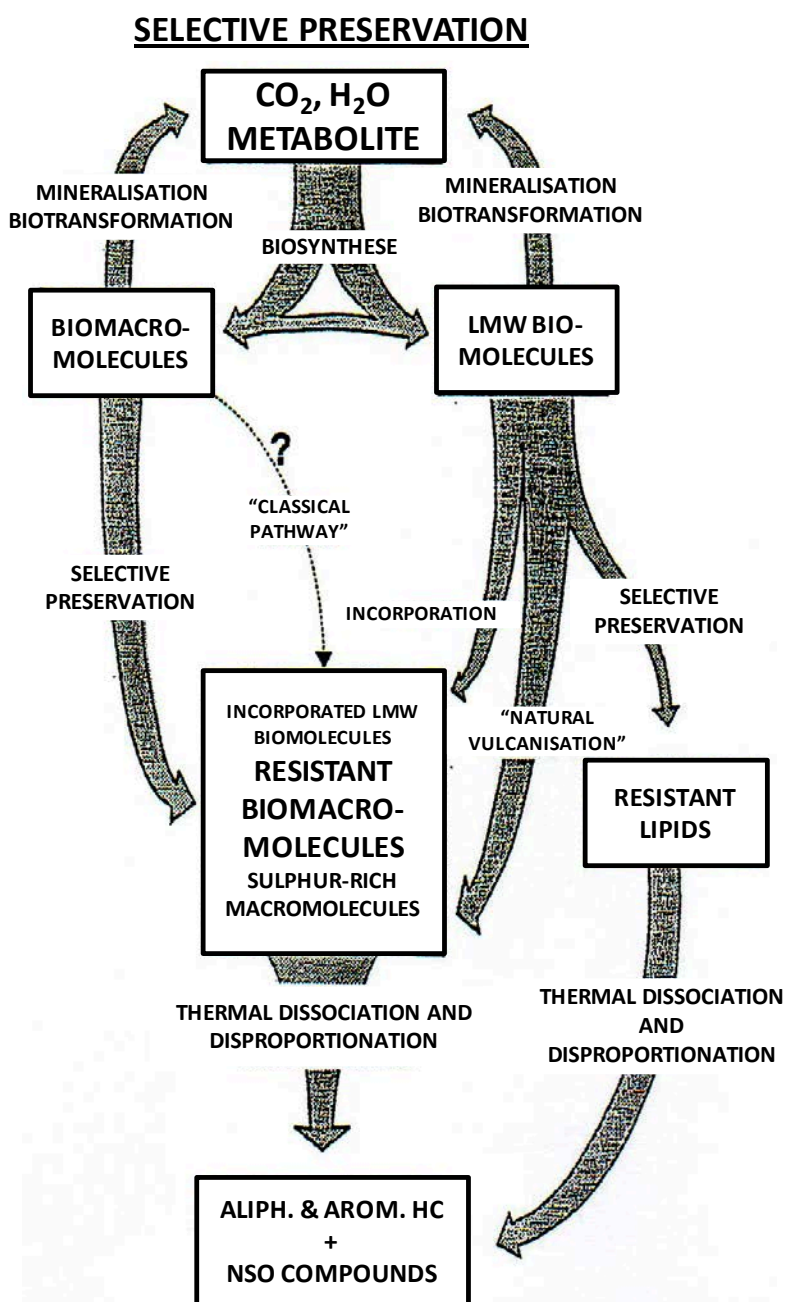 SELECTIVE PRESERVATION
CO₂, H₂O
METABOLITE
MINERALISATION
BIOTRANSFORMATION
MINERALISATION
BIOTRANSFORMATION
BIOSYNTHESE
BIOMACRO-
MOLECULES
LMW BIO-
MOLECULES
?
“CLASSICAL
PATHWAY”
SELECTIVE
PRESERVATION
INCORPORATION
SELECTIVE
PRESERVATION
INCORPORATED LMW
BIOMOLECULES
RESISTANT
BIOMACRO-
MOLECULES
SULPHUR-RICH
MACROMOLECULES
“NATURAL
VULCANISATION”
RESISTANT
LIPIDS
THERMAL DISSOCIATION AND
DISPROPORTIONATION
THERMAL DISSOCIATION
AND
DISPROPORTIONATION
ALIPH. & AROM. HC
+
NSO COMPOUNDS